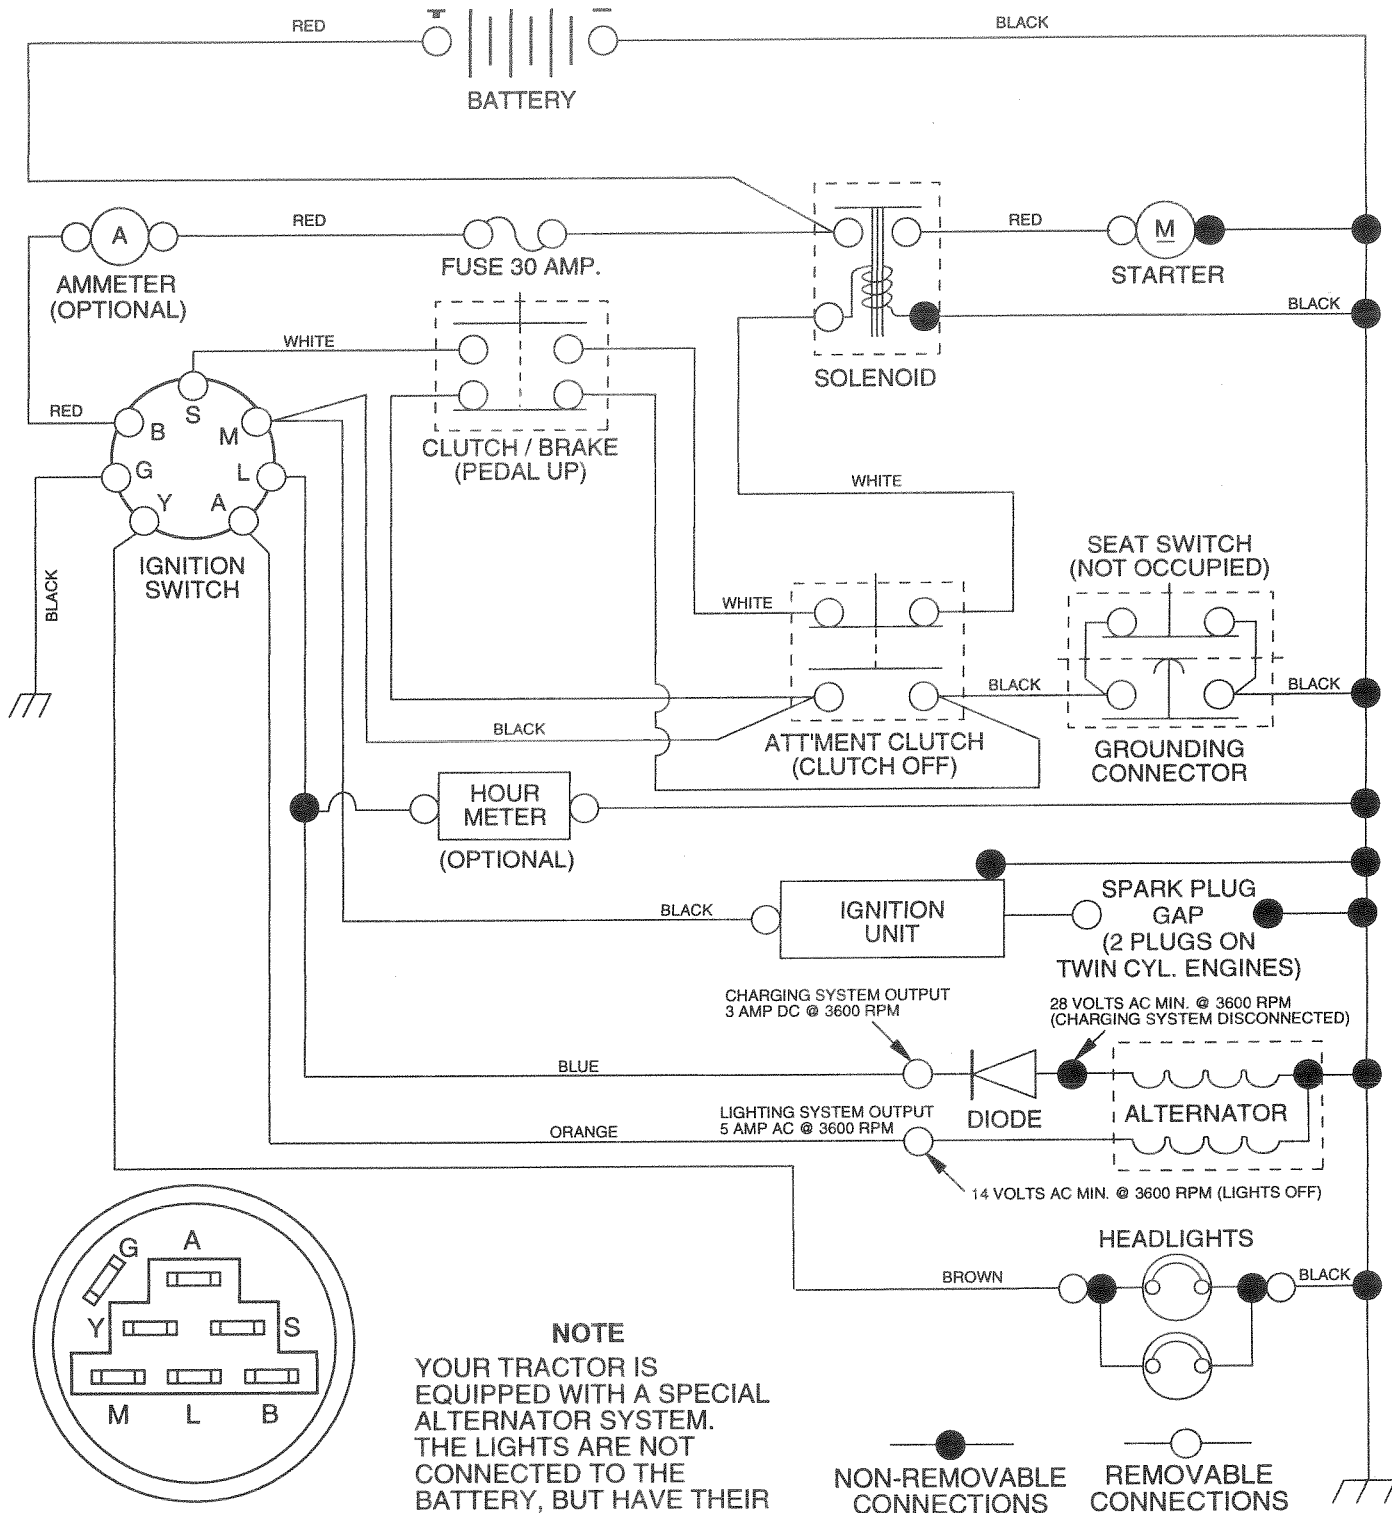 RED
+
−
BLACK
BATTERY
A
RED
RED
M
AMMETER
(OPTIONAL)
FUSE 30 AMP.
STARTER
BLACK
WHITE
SOLENOID
S
RED
B
M
CLUTCH / BRAKE
(PEDAL UP)
G
L
Y
A
WHITE
IGNITION
SWITCH
BLACK
SEAT SWITCH
(NOT OCCUPIED)
WHITE
BLACK
BLACK
BLACK
ATT'MENT CLUTCH
(CLUTCH OFF)
GROUNDING
CONNECTOR
HOUR
METER
(OPTIONAL)
BLACK
IGNITION
UNIT
SPARK PLUG
GAP
(2 PLUGS ON
TWIN CYL. ENGINES)
CHARGING SYSTEM OUTPUT
3 AMP DC @ 3600 RPM
28 VOLTS AC MIN. @ 3600 RPM
(CHARGING SYSTEM DISCONNECTED)
BLUE
DIODE
ALTERNATOR
LIGHTING SYSTEM OUTPUT
5 AMP AC @ 3600 RPM
ORANGE
14 VOLTS AC MIN. @ 3600 RPM (LIGHTS OFF)
HEADLIGHTS
BROWN
BLACK
G
A
Y
S
M
L
B
NOTE
YOUR TRACTOR IS
EQUIPPED WITH A SPECIAL
ALTERNATOR SYSTEM.
THE LIGHTS ARE NOT
CONNECTED TO THE
BATTERY, BUT HAVE THEIR
NON-REMOVABLE
CONNECTIONS
REMOVABLE
CONNECTIONS